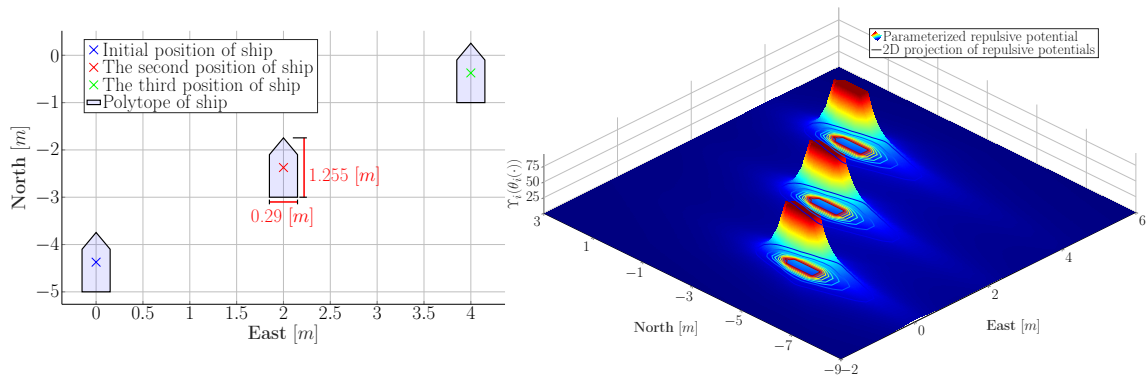 Initial position of ship
The second position of ship
The third position of ship
Polytope of ship
0
−1
−2
−3
−4
−5
North [m]
1.255 [m]
0.29 [m]
0 0.5 1 1.5 2 2.5 3 3.5 4
East [m]
Parameterized repulsive potential
2D projection of repulsive potentials
75
50
25
ϒᵢ(θᵢ(·))
3
1
−1
−3
−5
−7
−9
North [m]
−2
0
2
4
6
East [m]